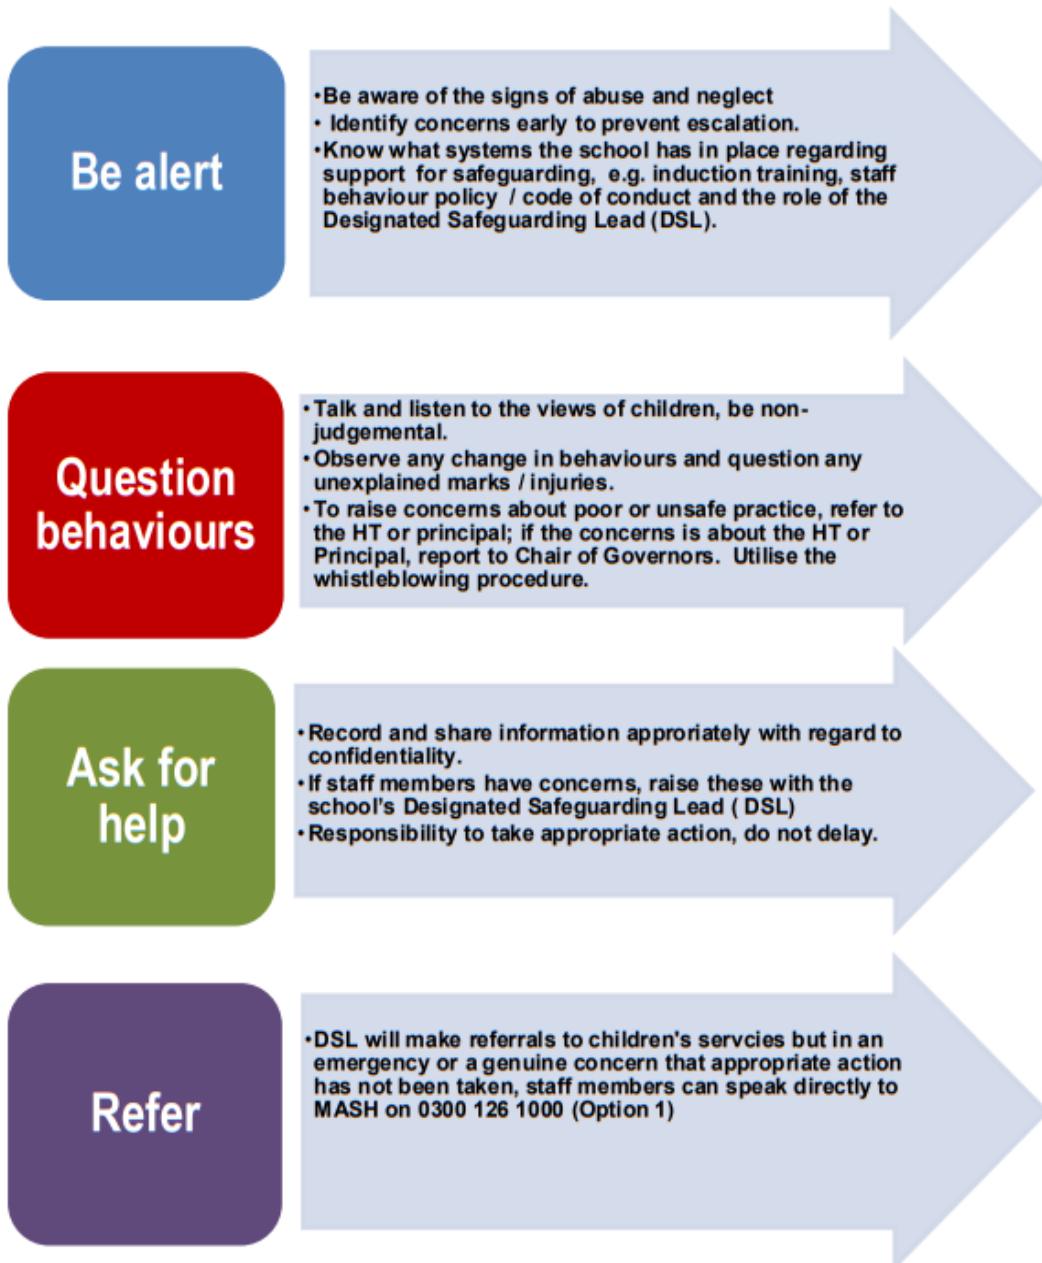 Be alert
•Be aware of the signs of abuse and neglect
• Identify concerns early to prevent escalation.
•Know what systems the school has in place regarding
support for safeguarding, e.g. induction training, staff
behaviour policy / code of conduct and the role of the
Designated Safeguarding Lead (DSL).
Question
behaviours
•Talk and listen to the views of children, be non-
judgemental.
•Observe any change in behaviours and question any
unexplained marks / injuries.
•To raise concerns about poor or unsafe practice, refer to
the HT or principal; if the concerns is about the HT or
Principal, report to Chair of Governors. Utilise the
whistleblowing procedure.
Ask for
help
•Record and share information approriately with regard to
confidentiality.
•If staff members have concerns, raise these with the
school's Designated Safeguarding Lead ( DSL)
•Responsibility to take appropriate action, do not delay.
Refer
•DSL will make referrals to children's servcies but in an
emergency or a genuine concern that appropriate action
has not been taken, staff members can speak directly to
MASH on 0300 126 1000 (Option 1)